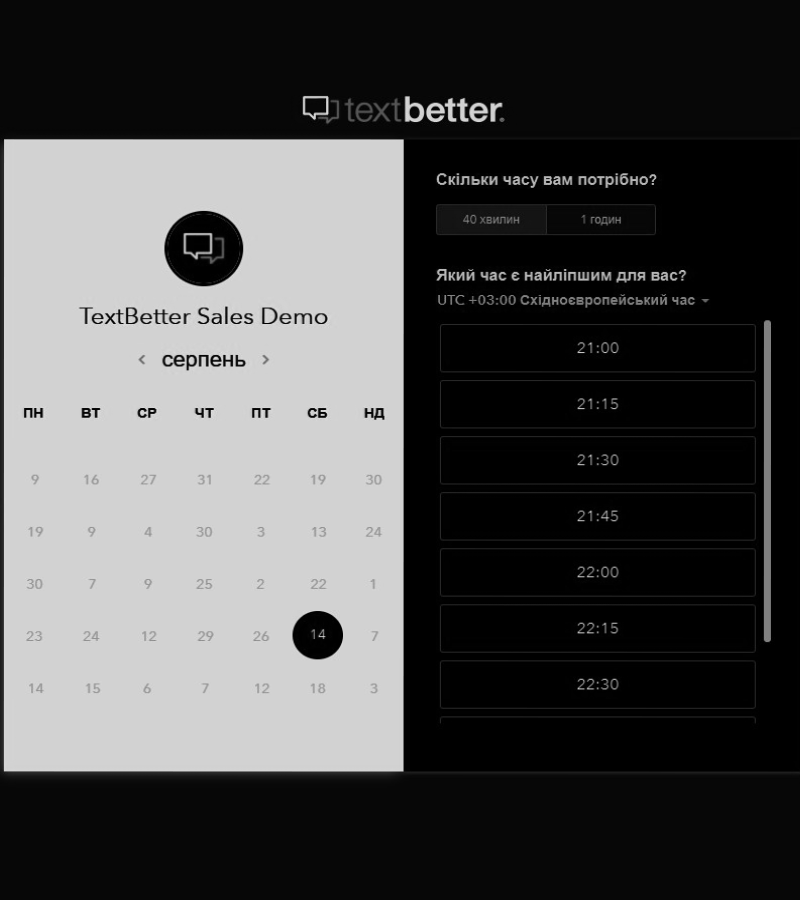 textbetter.
TextBetter Sales Demo
серпень
ПН ВТ СР ЧТ ПТ СБ НД
9 16 27 31 22 19 30
19 9 4 30 3 13 24
30 7 9 25 2 22 1
23 24 12 29 26 14 7
14 15 6 7 12 18 3
Скільки часу вам потрібно?
40 хвилин 1 годин
Який час є найліпшим для вас?
UTC +03:00 Східноєвропейський час
21:00
21:15
21:30
21:45
22:00
22:15
22:30